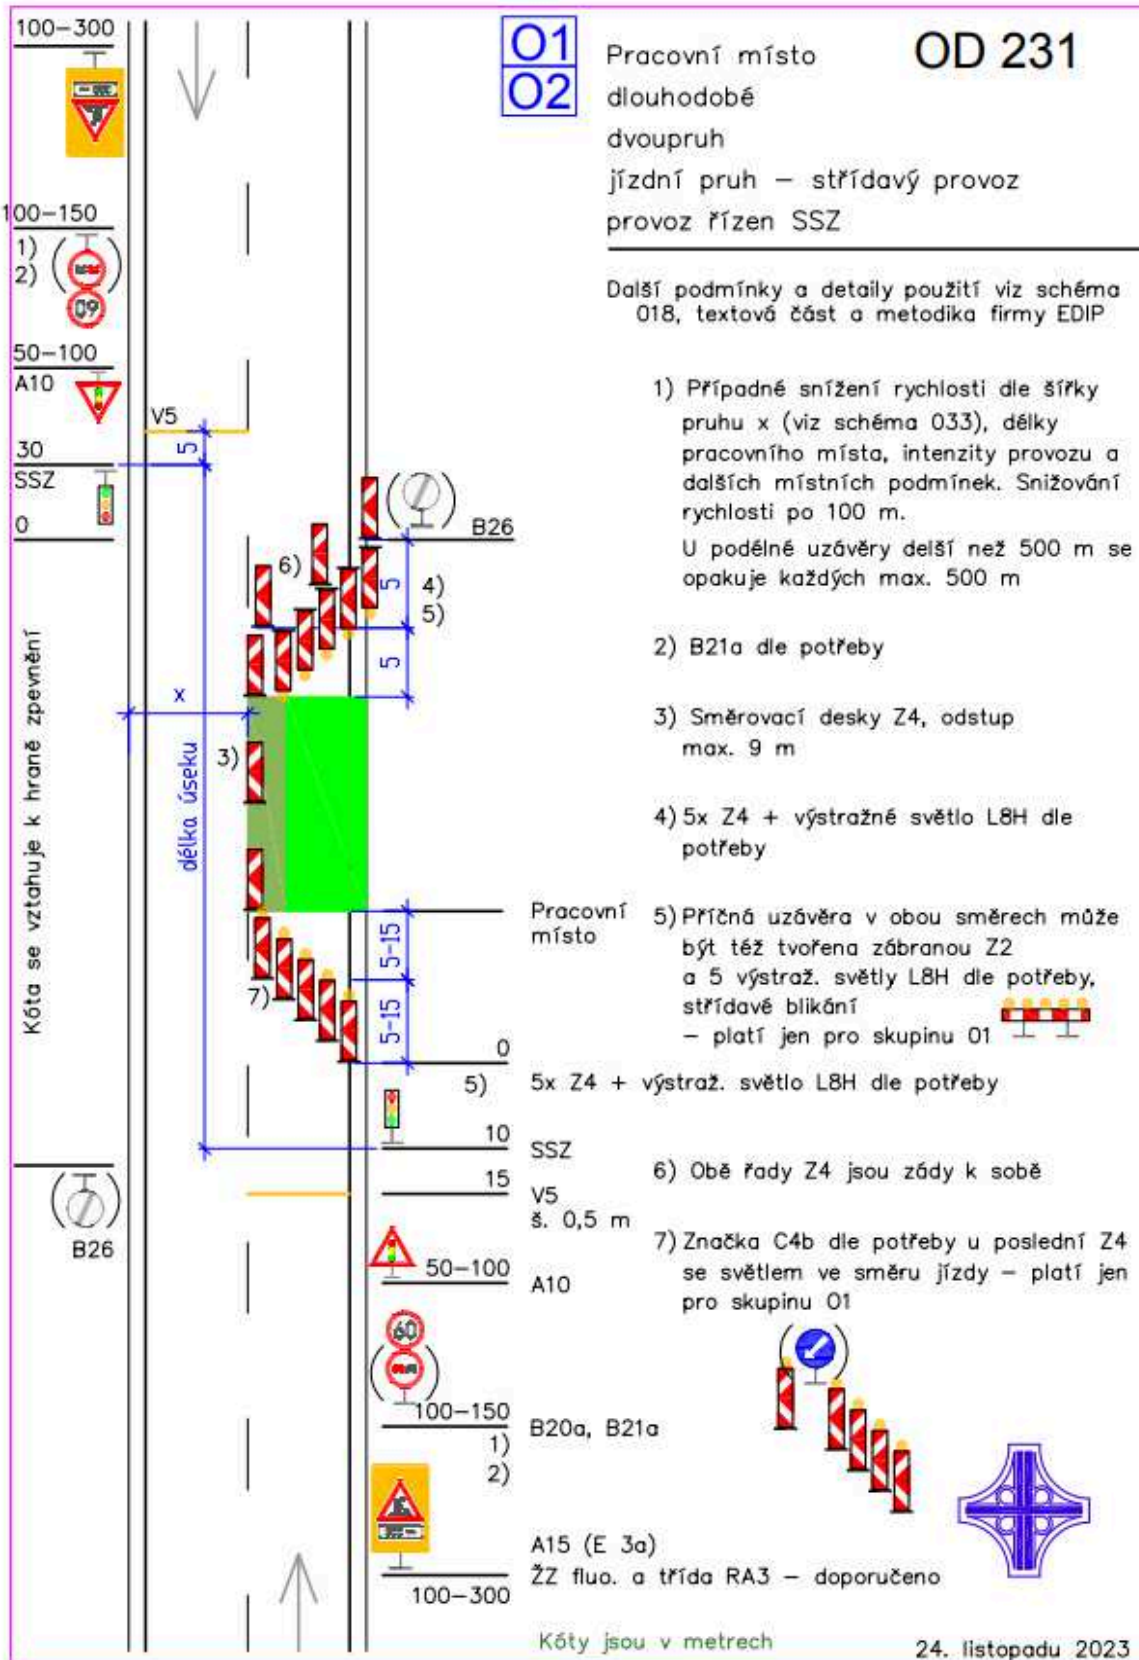 O1
O2
OD 231
Pracovní místo
dlouhodobé
dvoupruh
jízdní pruh – střídavý provoz
provoz řízen SSZ
Další podmínky a detaily použití viz schéma
018, textová část a metodika firmy EDIP
1) Případné snížení rychlosti dle šířky
pruhu x (viz schéma 033), délky
pracovního místa, intenzity provozu a
dalších místních podmínek. Snižování
rychlosti po 100 m.
U podélné uzávěry delší než 500 m se
opakuje každých max. 500 m
2) B21a dle potřeby
3) Směrovací desky Z4, odstup
max. 9 m
4) 5x Z4 + výstražné světlo L8H dle
potřeby
5) Příčná uzávěra v obou směrech může
být též tvořena zábranou Z2
a 5 výstraž. světly L8H dle potřeby,
střídavé blikání
– platí jen pro skupinu O1
6) Obě řady Z4 jsou zády k sobě
7) Značka C4b dle potřeby u poslední Z4
se světlem ve směru jízdy – platí jen
pro skupinu O1
100–300
100–150
1)
2)
60
50–100
A10
V5
5
30
SSZ
0
B26
6)
5
4)
5)
5
x
3)
délka úseku
Kóta se vztahuje k hraně zpevnění
Pracovní
místo
5-15
7)
5-15
0
5)
5x Z4 + výstraž. světlo L8H dle potřeby
10
SSZ
15
V5
š. 0,5 m
B26
50–100
A10
60
100–150
B20a, B21a
1)
2)
A15 (E 3a)
ŽZ fluo. a třída RA3 – doporučeno
100–300
Kóty jsou v metrech
24. listopadu 2023